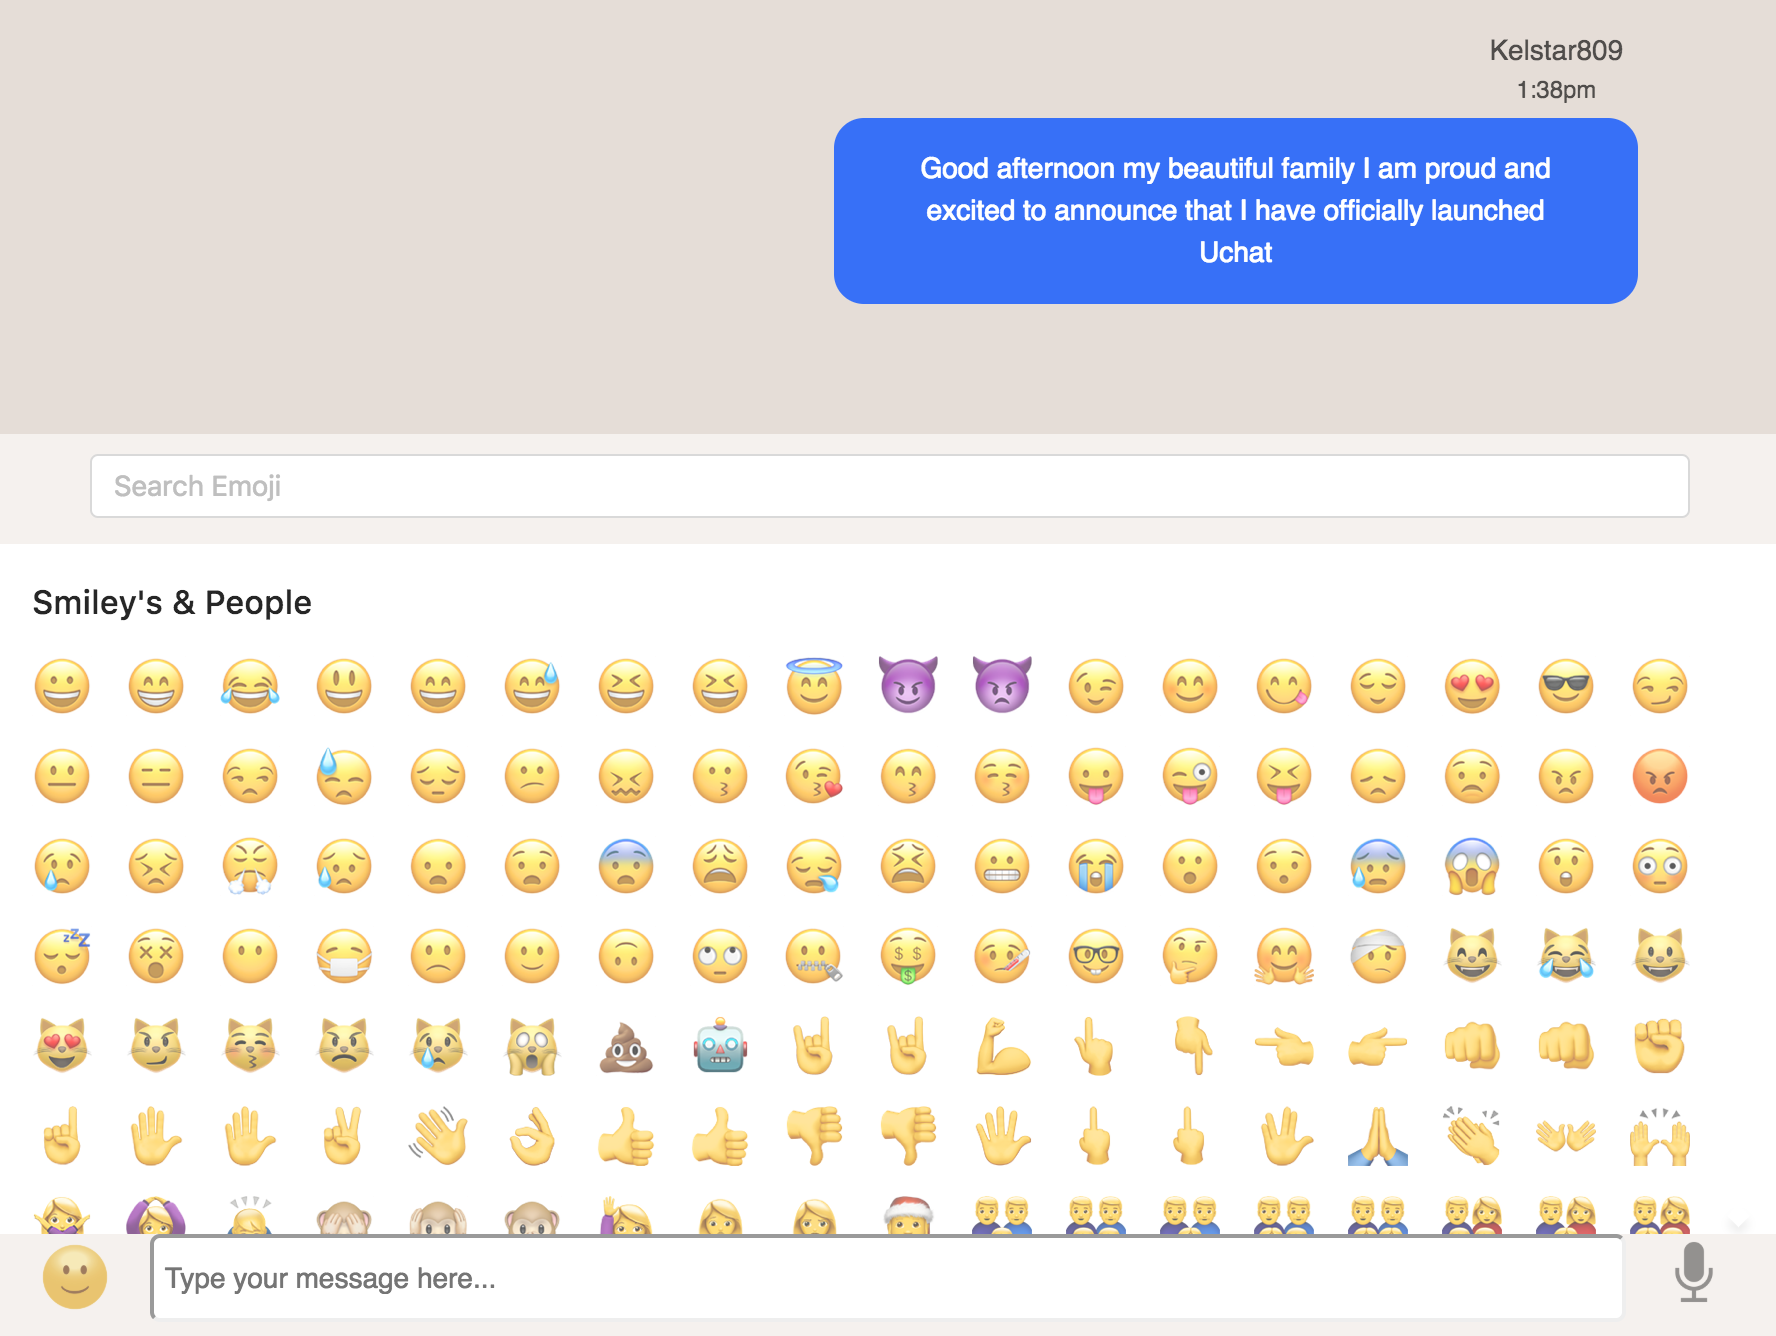 Kelstar809
1:38pm
Good afternoon my beautiful family I am proud and
excited to announce that I have officially launched
Uchat
Search Emoji
Smiley's & People
Type your message here...